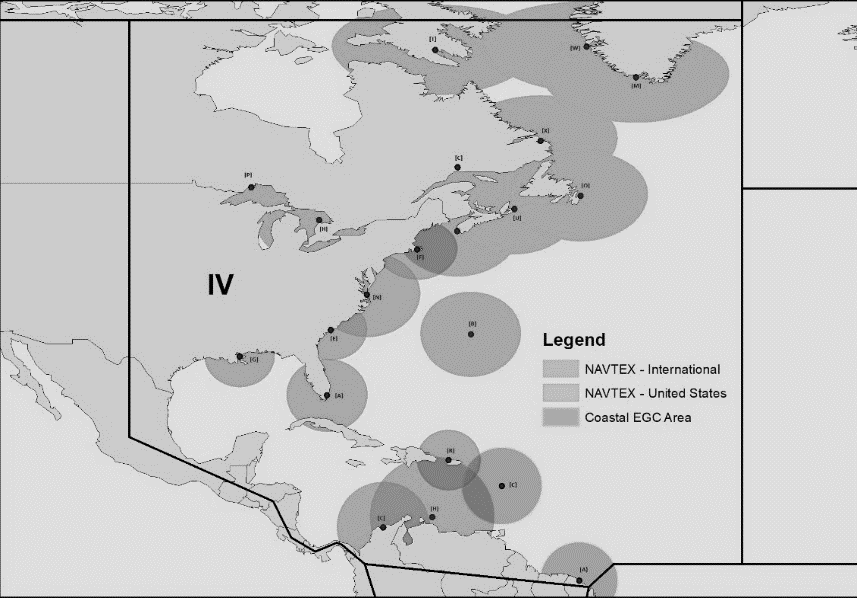 [I]
[W]
[M]
[X]
[C]
[P]
[O]
[H]
[U]
[F]
IV
[N]
[B]
[E]
Legend
[G]
NAVTEX - International
NAVTEX - United States
[A]
Coastal EGC Area
[R]
[C]
[H]
[C]
[A]